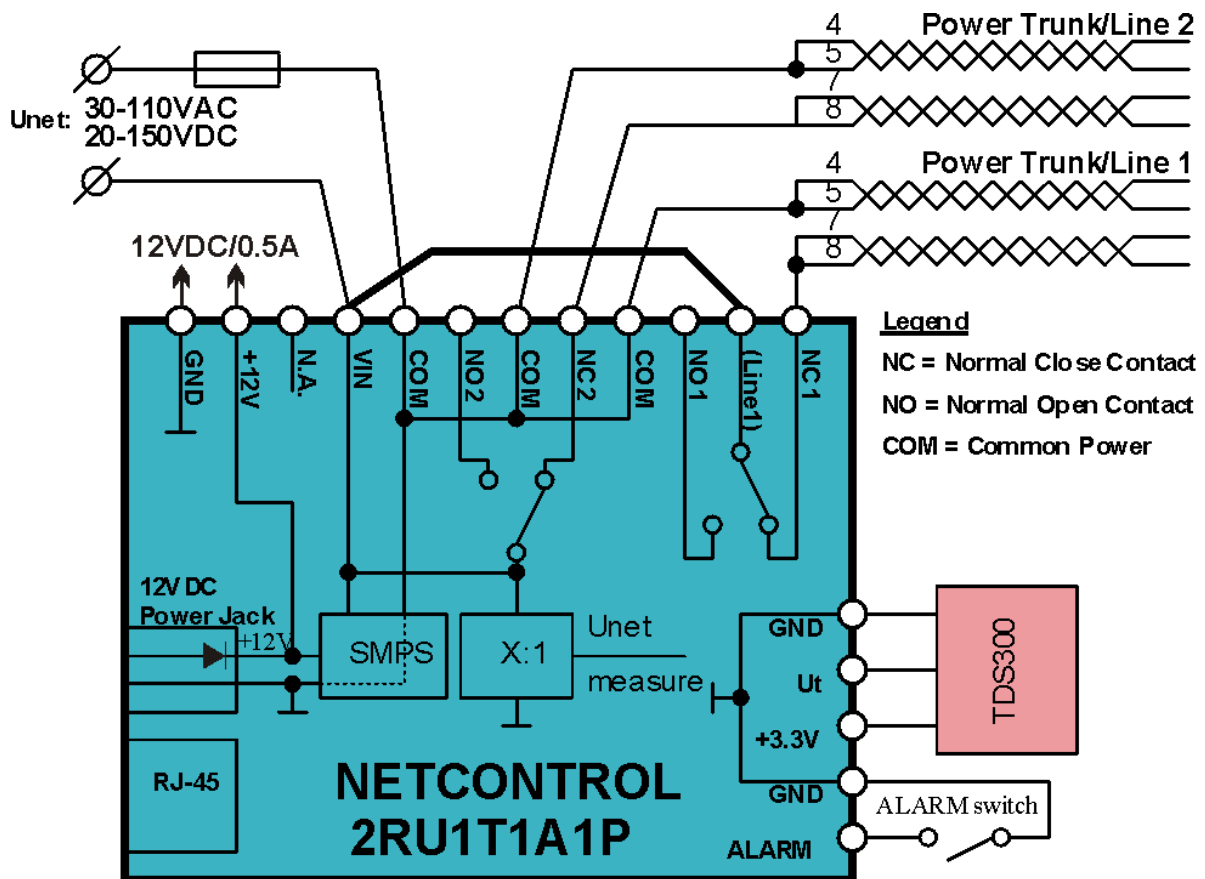 4 Power Trunk/Line 2
5
7
8
Unet: 30-110VAC
20-150VDC
4 Power Trunk/Line 1
5
7
8
12VDC/0.5A
GND
+12V
N.A.
VIN
COM
NO2
COM
NC2
COM
NO1
(Line1)
NC1
Legend
NC = Normal Close Contact
NO = Normal Open Contact
COM = Common Power
12V DC
Power Jack
+12V
SMPS
X:1
Unet
measure
GND
Ut
+3.3V
TDS300
RJ-45
NETCONTROL
2RU1T1A1P
GND
ALARM switch
ALARM